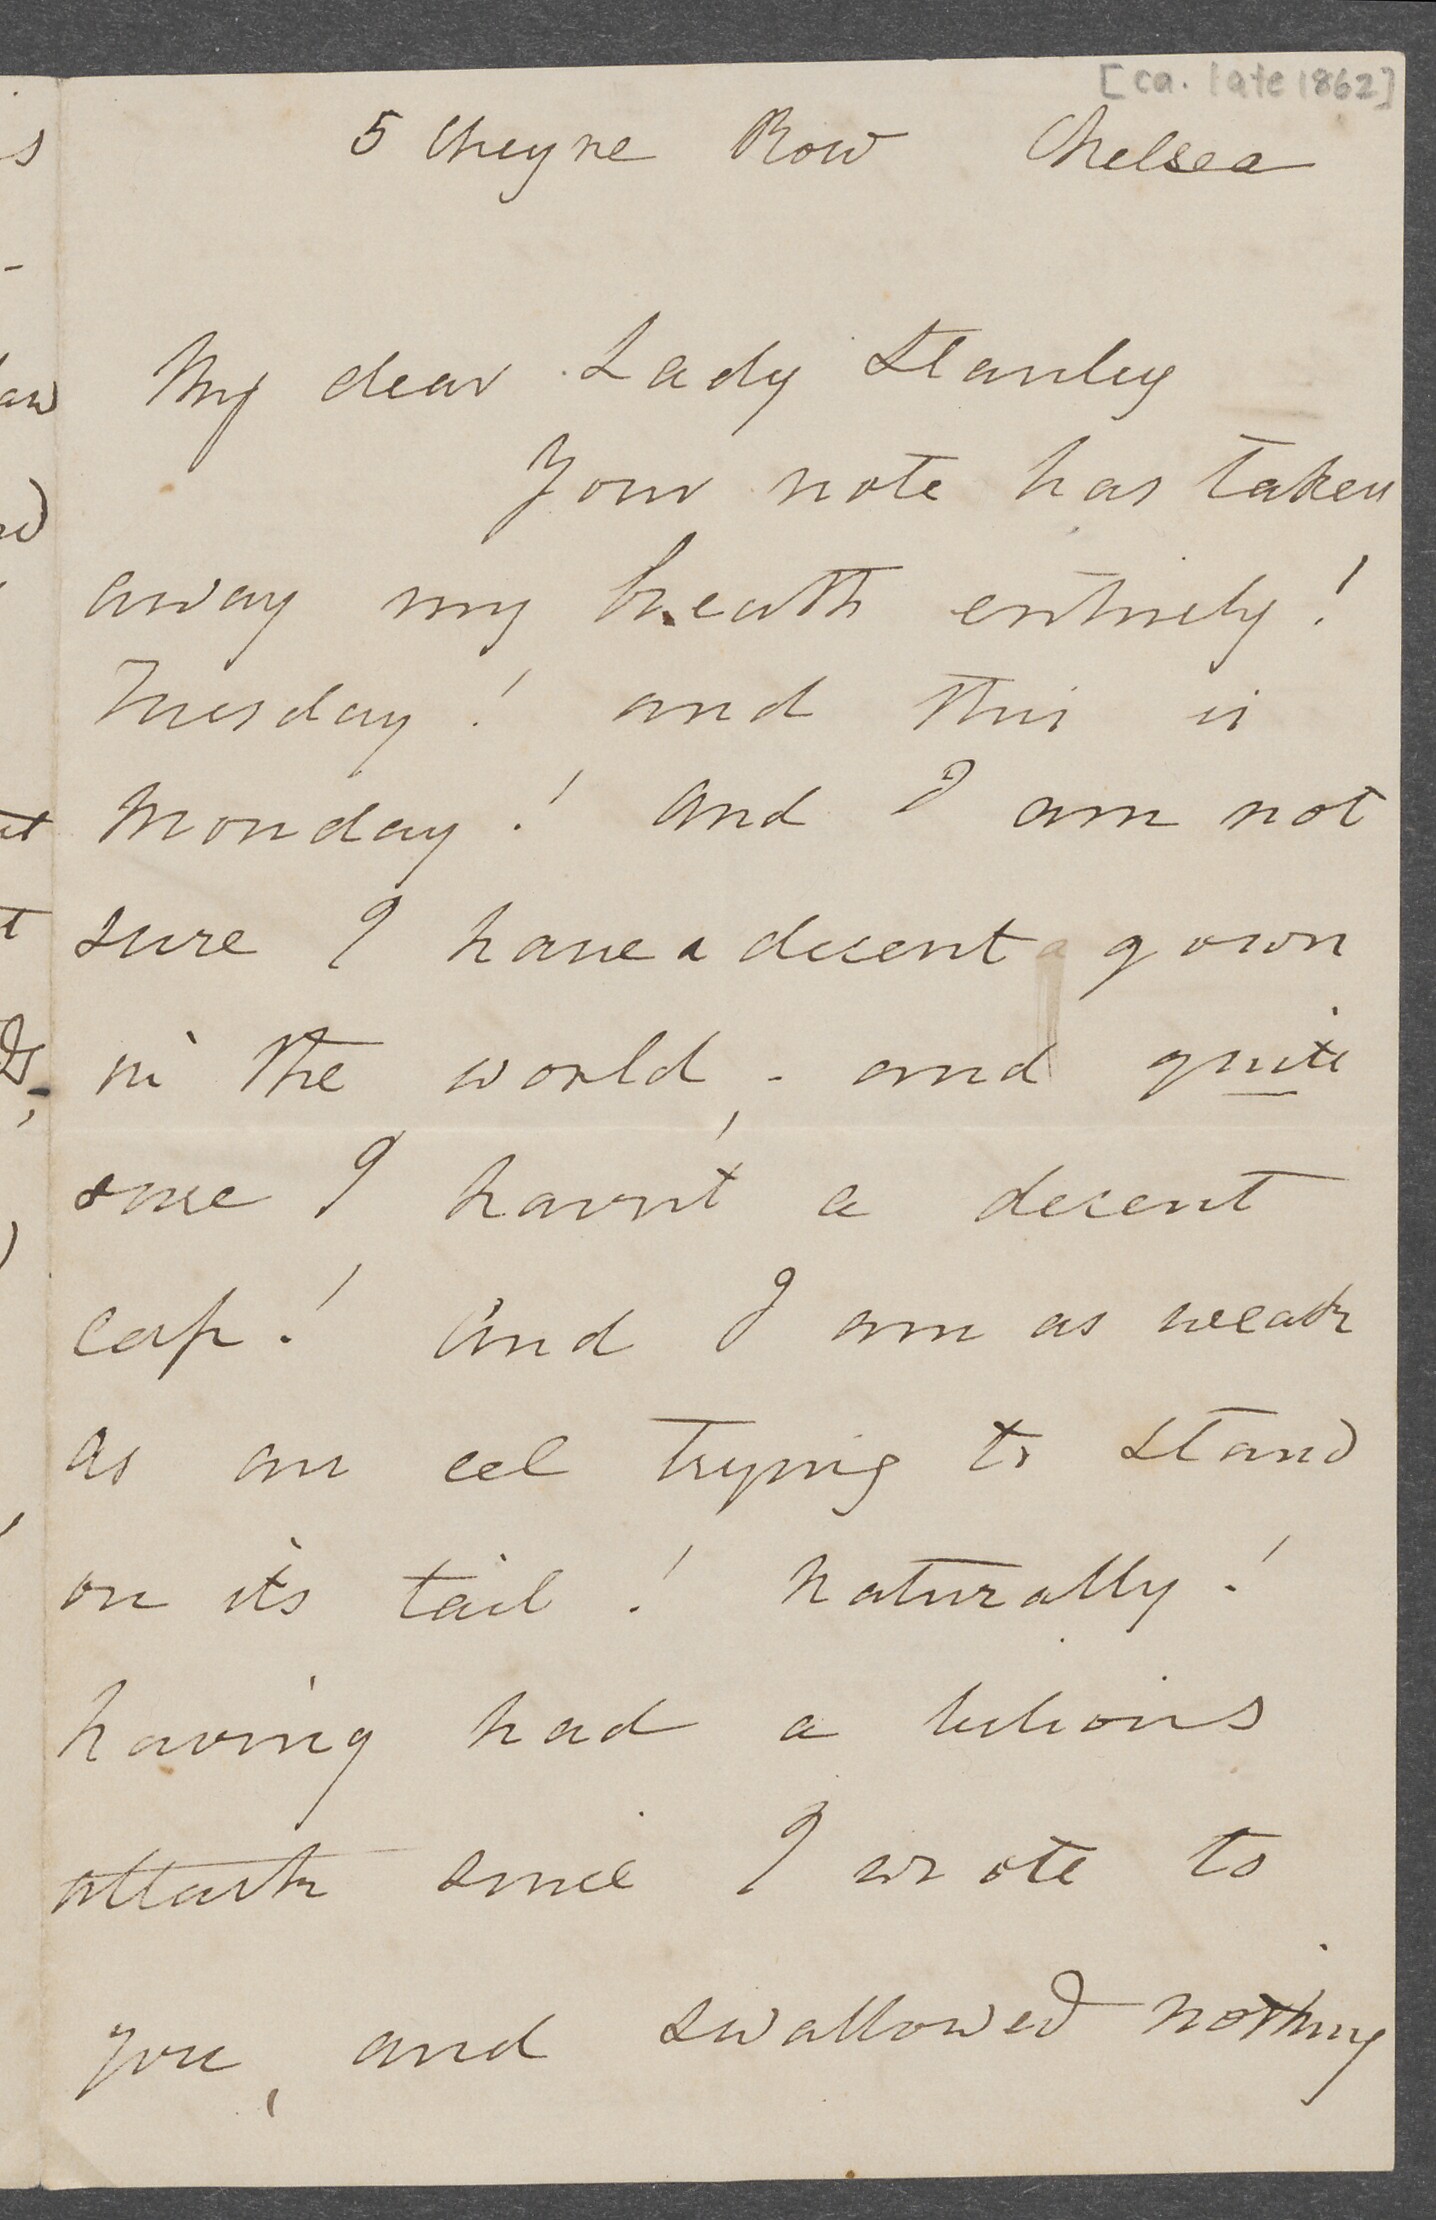 [ca. late 1862]
5 Cheyne Row Chelsea
My dear Lady Stanley
Your note has taken
away my breath entirely!
Tuesday! and this is
Monday! and I am not
sure I have a decent gown
in the world, - and quite
sure I havn't a decent
cap! And I am as weak
as an eel trying to stand
on its tail! Naturally!
having had a bilious
attack since I wrote to
you, and swallowed nothing